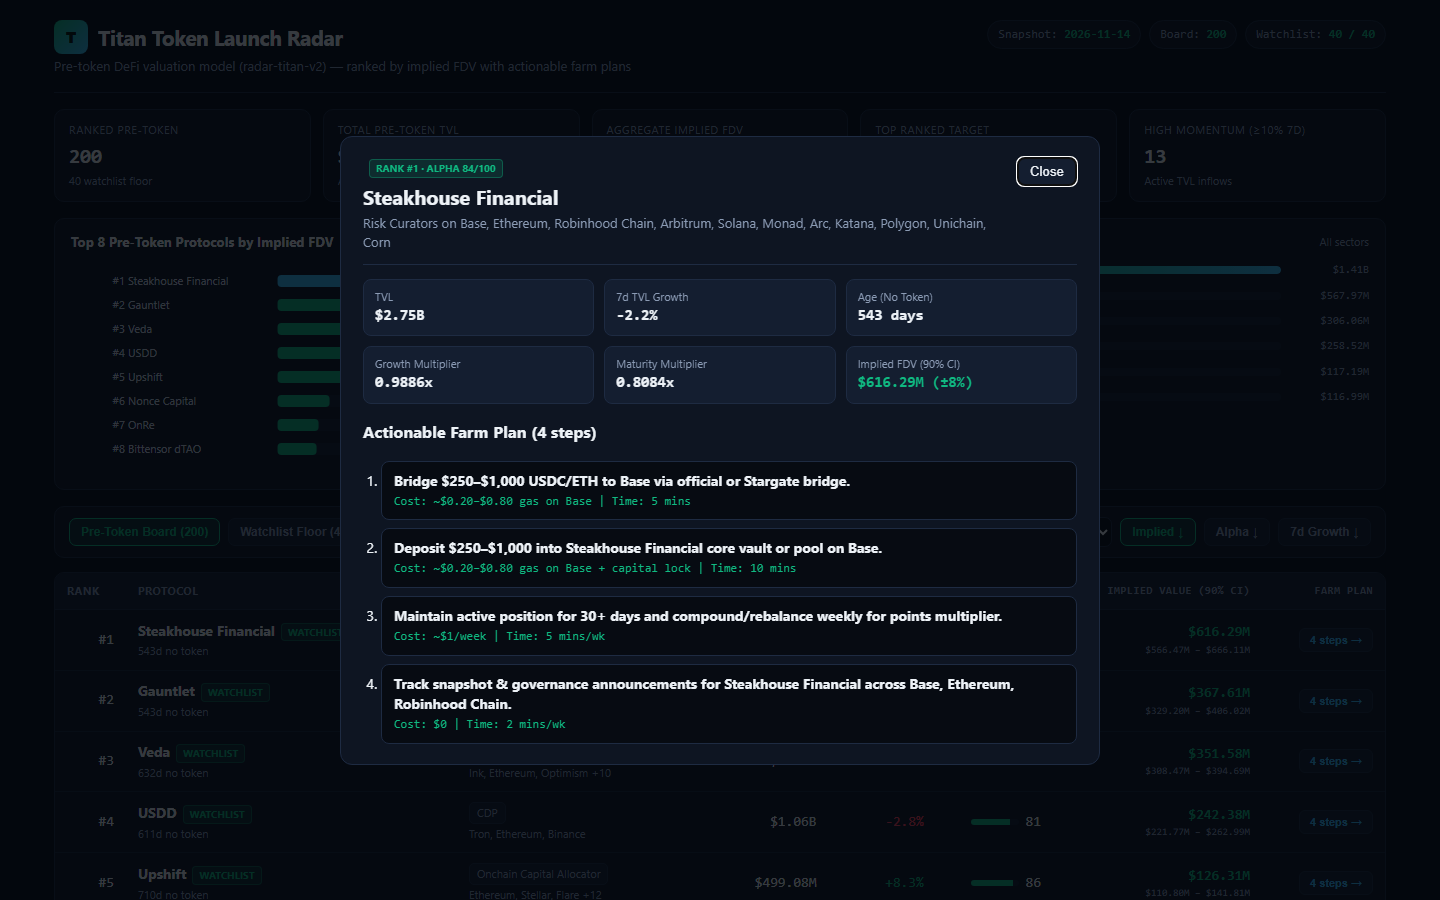 T
Titan Token Launch Radar
Snapshot: 2026-11-14
Board: 200
Watchlist: 40 / 40
Pre-token DeFi valuation model (radar-titan-v2) — ranked by implied FDV with actionable farm plans
RANKED PRE-TOKEN
200
40 watchlist floor
TOTAL PRE-TOKEN TVL
AGGREGATE IMPLIED FDV
TOP RANKED TARGET
HIGH MOMENTUM (≥10% 7D)
13
Active TVL inflows
Top 8 Pre-Token Protocols by Implied FDV
#1 Steakhouse Financial
#2 Gauntlet
#3 Veda
#4 USDD
#5 Upshift
#6 Nonce Capital
#7 OnRe
#8 Bittensor dTAO
All sectors
$1.41B
$567.97M
$306.06M
$258.52M
$117.19M
$116.99M
RANK #1 · ALPHA 84/100
Close
Steakhouse Financial
Risk Curators on Base, Ethereum, Robinhood Chain, Arbitrum, Solana, Monad, Arc, Katana, Polygon, Unichain,
Corn
TVL
$2.75B
7d TVL Growth
-2.2%
Age (No Token)
543 days
Growth Multiplier
0.9886x
Maturity Multiplier
0.8084x
Implied FDV (90% CI)
$616.29M (±8%)
Actionable Farm Plan (4 steps)
1.
Bridge $250–$1,000 USDC/ETH to Base via official or Stargate bridge.
Cost: ~$0.20–$0.80 gas on Base | Time: 5 mins
2.
Deposit $250–$1,000 into Steakhouse Financial core vault or pool on Base.
Cost: ~$0.20–$0.80 gas on Base + capital lock | Time: 10 mins
3.
Maintain active position for 30+ days and compound/rebalance weekly for points multiplier.
Cost: ~$1/week | Time: 5 mins/wk
4.
Track snapshot & governance announcements for Steakhouse Financial across Base, Ethereum,
Robinhood Chain.
Cost: $0 | Time: 2 mins/wk
Pre-Token Board (200)
Watchlist Floor (4
Implied ↓
Alpha ↓
7d Growth ↓
RANK
PROTOCOL
IMPLIED VALUE (90% CI)
FARM PLAN
#1
Steakhouse Financial
WATCHLIST
543d no token
$616.29M
$566.47M – $666.11M
4 steps →
#2
Gauntlet
WATCHLIST
543d no token
$367.61M
$329.20M – $406.02M
4 steps →
#3
Veda
WATCHLIST
632d no token
Ink, Ethereum, Optimism +10
$351.58M
$308.47M – $394.69M
4 steps →
#4
USDD
WATCHLIST
611d no token
CDP
Tron, Ethereum, Binance
$1.06B
-2.8%
81
$242.38M
$221.77M – $262.99M
4 steps →
#5
Upshift
WATCHLIST
710d no token
Onchain Capital Allocator
Ethereum, Stellar, Flare +12
$499.08M
+8.3%
86
$126.31M
$110.80M – $141.81M
4 steps →